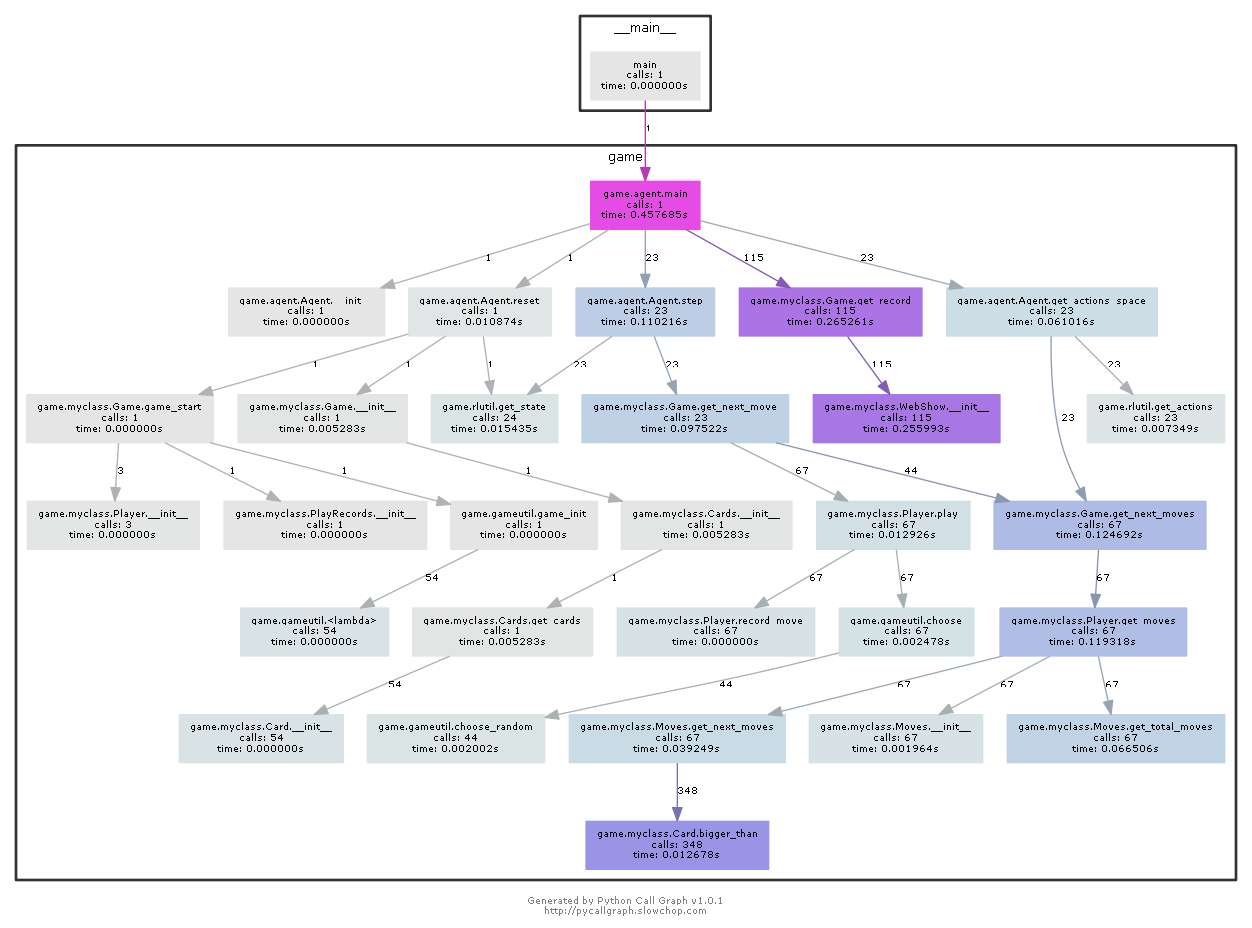 __main__
main
calls: 1
time: 0.000000s
1
game
game.agent.main
calls: 1
time: 0.457685s
1
1
23
115
23
game.agent.Agent.__init__
calls: 1
time: 0.000000s
game.agent.Agent.reset
calls: 1
time: 0.010874s
game.agent.Agent.step
calls: 23
time: 0.110216s
game.myclass.Game.get_record
calls: 115
time: 0.265261s
game.agent.Agent.get_actions_space
calls: 23
time: 0.061016s
1
1
1
23
23
115
23
game.myclass.Game.game_start
calls: 1
time: 0.000000s
game.myclass.Game.__init__
calls: 1
time: 0.005283s
game.rlutil.get_state
calls: 24
time: 0.015435s
game.myclass.Game.get_next_move
calls: 23
time: 0.097522s
game.myclass.WebShow.__init__
calls: 115
time: 0.255993s
game.rlutil.get_actions
calls: 23
time: 0.007349s
23
3
1
1
1
67
44
game.myclass.Player.__init__
calls: 3
time: 0.000000s
game.myclass.PlayRecords.__init__
calls: 1
time: 0.000000s
game.gameutil.game_init
calls: 1
time: 0.000000s
game.myclass.Cards.__init__
calls: 1
time: 0.005283s
game.myclass.Player.play
calls: 67
time: 0.012926s
game.myclass.Game.get_next_moves
calls: 67
time: 0.124692s
54
1
67
67
67
game.gameutil.<lambda>
calls: 54
time: 0.000000s
game.myclass.Cards.get_cards
calls: 1
time: 0.005283s
game.myclass.Player.record_move
calls: 67
time: 0.000000s
game.gameutil.choose
calls: 67
time: 0.002478s
game.myclass.Player.get_moves
calls: 67
time: 0.119318s
54
44
67
67
67
game.myclass.Card.__init__
calls: 54
time: 0.000000s
game.gameutil.choose_random
calls: 44
time: 0.002002s
game.myclass.Moves.get_next_moves
calls: 67
time: 0.039249s
game.myclass.Moves.__init__
calls: 67
time: 0.001964s
game.myclass.Moves.get_total_moves
calls: 67
time: 0.066506s
348
game.myclass.Card.bigger_than
calls: 348
time: 0.012678s
Generated by Python Call Graph v1.0.1
http://pycallgraph.slowchop.com